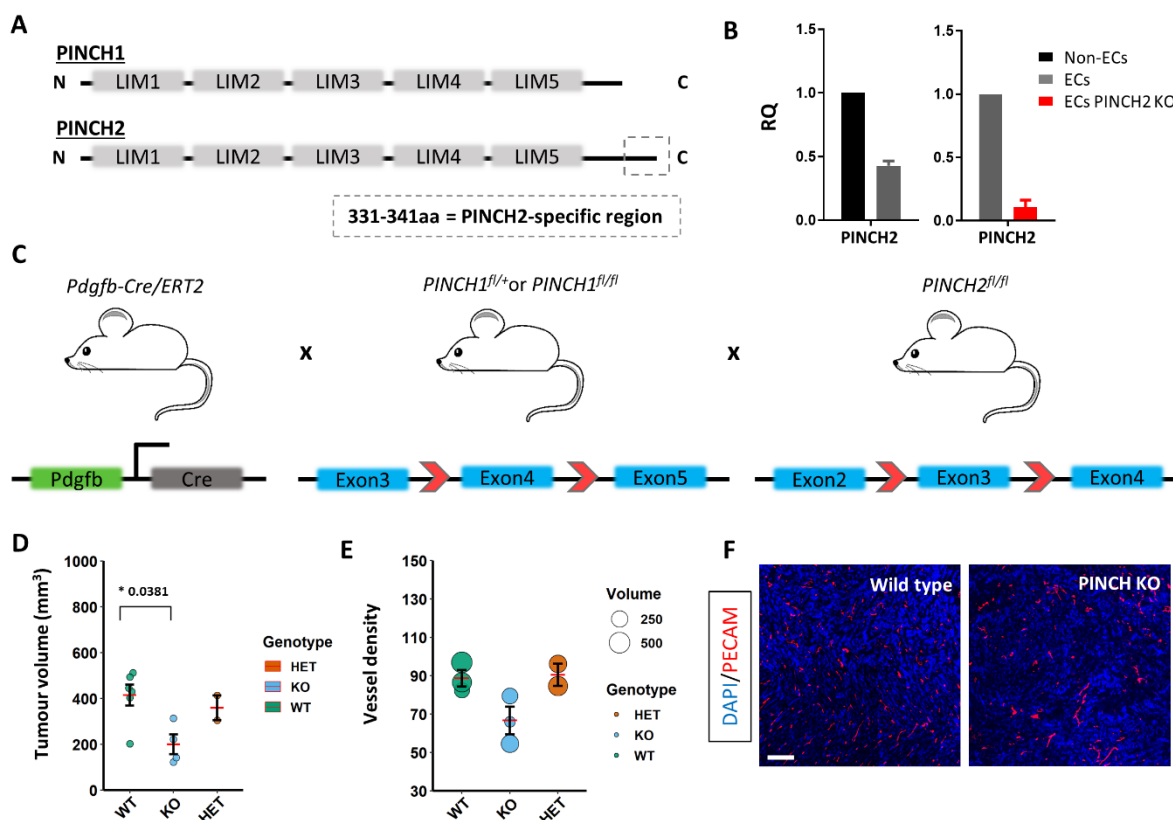 A
PINCH1
N LIM1 LIM2 LIM3 LIM4 LIM5 C
PINCH2
N LIM1 LIM2 LIM3 LIM4 LIM5 C
331-341aa = PINCH2-specific region
B
RQ
1.5
1.0
0.5
0.0
PINCH2
1.5
1.0
0.5
0.0
PINCH2
Non-ECs
ECs
ECs PINCH2 KO
C
Pdgfb-Cre/ERT2
x
PINCH1fl/+ or PINCH1fl/fl
x
PINCH2fl/fl
Pdgfb Cre
Exon3 Exon4 Exon5
Exon2 Exon3 Exon4
D
Tumour volume (mm³)
1000
800
600
400
200
0
* 0.0381
WT KO HET
Genotype
HET
KO
WT
E
Vessel density
150
130
110
90
70
50
30
WT KO HET
Volume
250
500
Genotype
HET
KO
WT
F
DAPI/PECAM
Wild type
PINCH KO